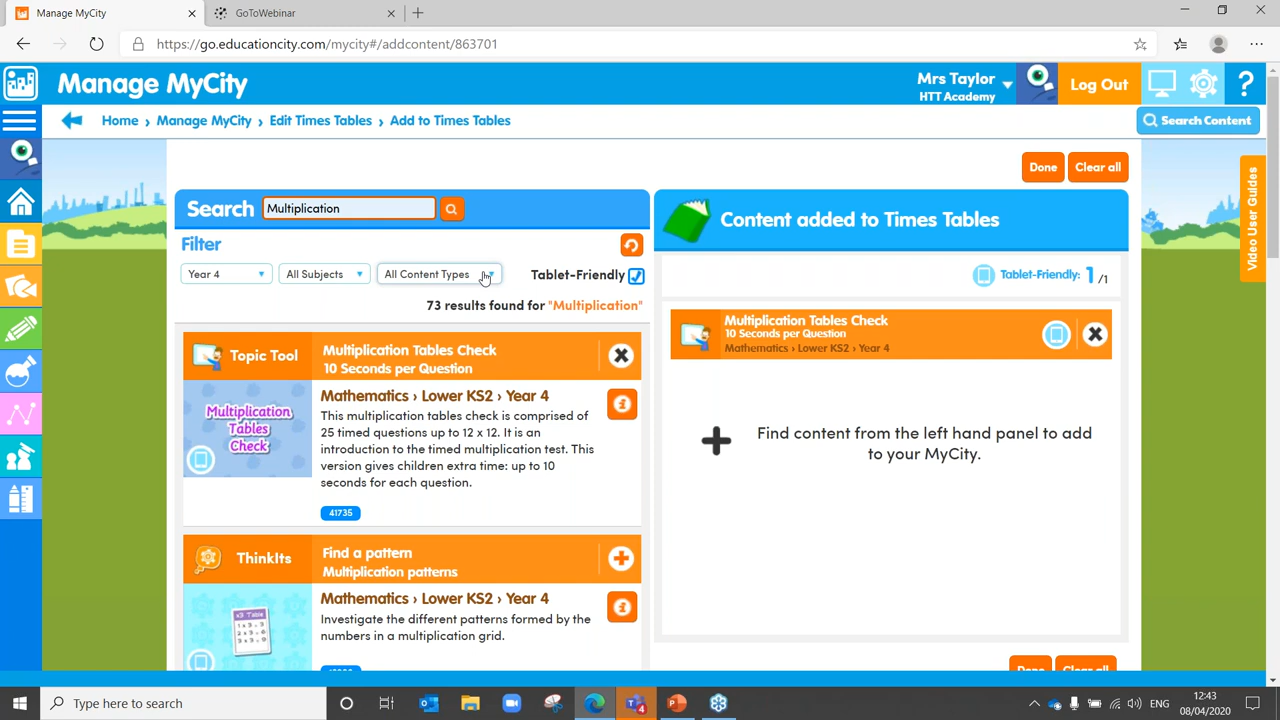 Manage MyCity
GoToWebinar
https://go.educationcity.com/mycity#/addcontent/863701
Manage MyCity
Mrs Taylor
HTT Academy
Log Out
?
Home › Manage MyCity › Edit Times Tables › Add to Times Tables
Search Content
Video User Guides
Done
Clear all
Search
Multiplication
Filter
Year 4
All Subjects
All Content Types
Tablet-Friendly
73 results found for "Multiplication"
Topic Tool
Multiplication Tables Check
10 Seconds per Question
Multiplication
Tables
Check
Mathematics › Lower KS2 › Year 4
This multiplication tables check is comprised of
25 timed questions up to 12 x 12. It is an
introduction to the timed multiplication test. This
version gives children extra time: up to 10
seconds for each question.
41735
ThinkIts
Find a pattern
Multiplication patterns
x3 Table
Mathematics › Lower KS2 › Year 4
Investigate the different patterns formed by the
numbers in a multiplication grid.
Content added to Times Tables
Tablet-Friendly: 1 /1
Multiplication Tables Check
10 Seconds per Question
Mathematics › Lower KS2 › Year 4
Find content from the left hand panel to add
to your MyCity.
Done
Clear all
Type here to search
4
ENG
12:43
08/04/2020